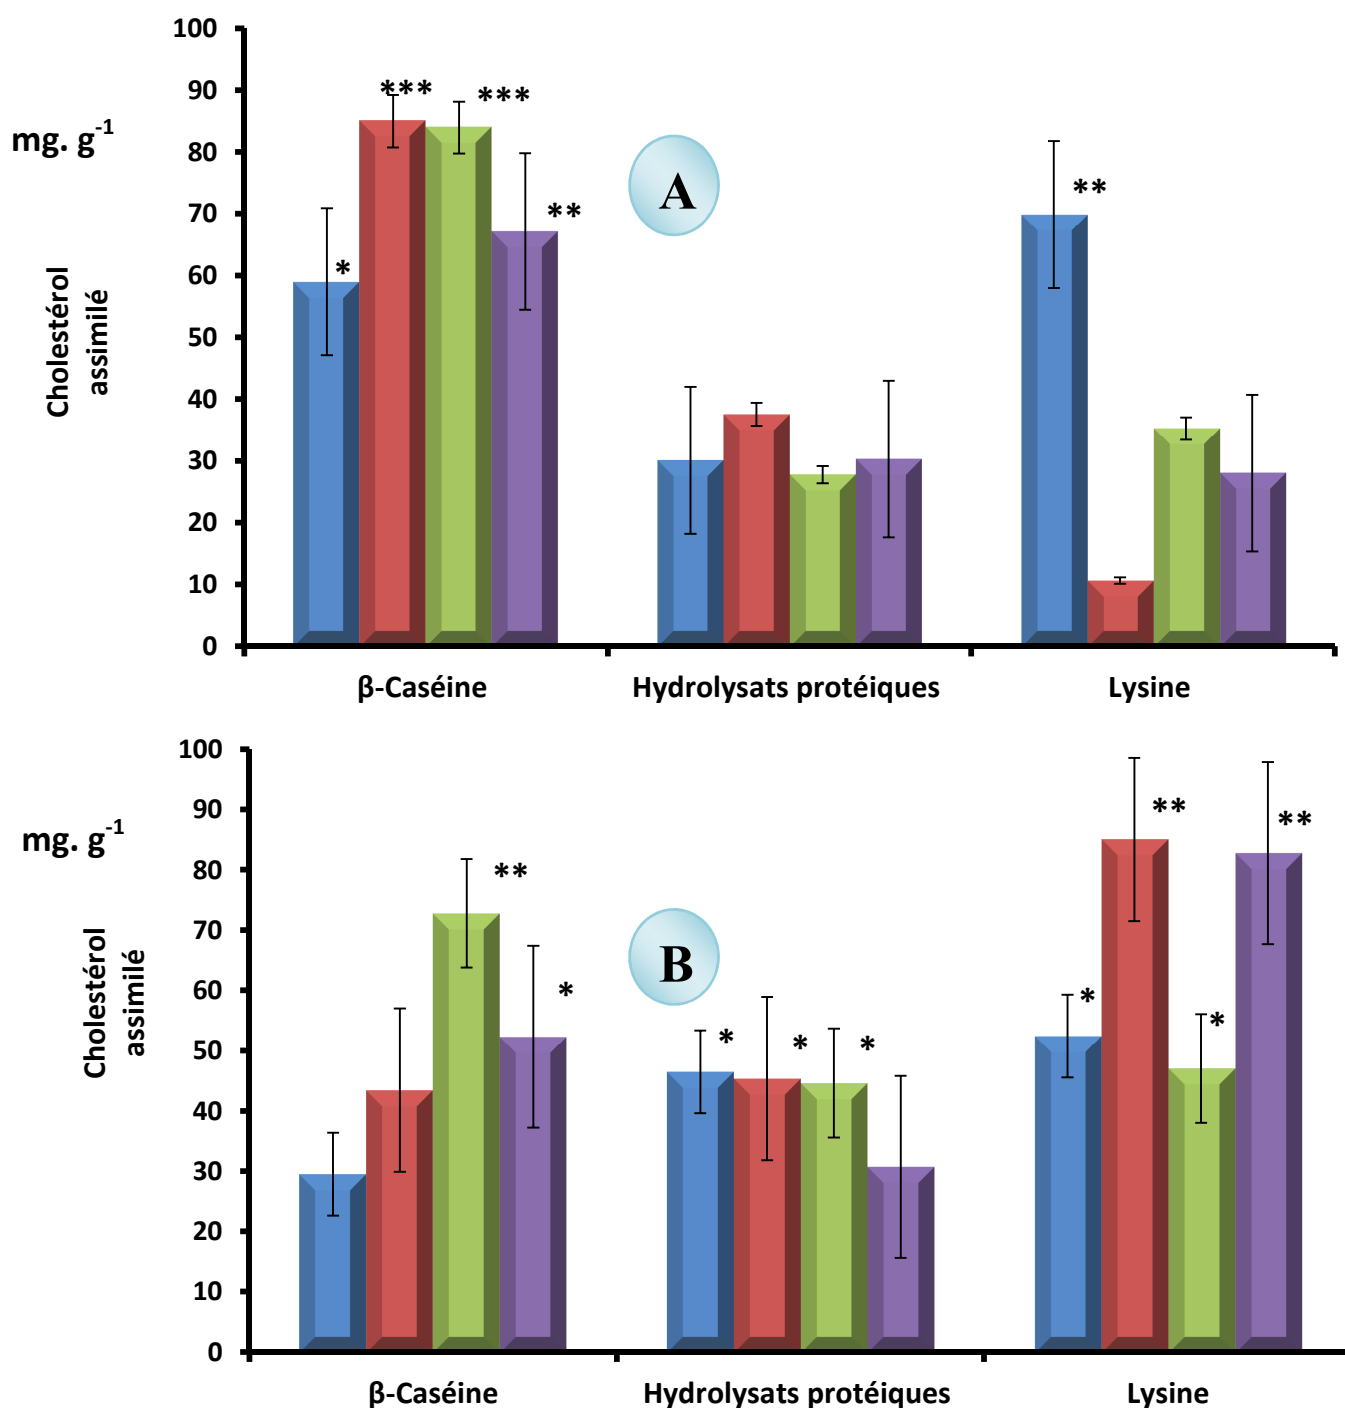 100
90
80
70
60
50
40
30
20
10
0
mg. g⁻¹
Cholestérol
assimilé
A
*
***
***
**
**
β-Caséine
Hydrolysats protéiques
Lysine
100
90
80
70
60
50
40
30
20
10
0
mg. g⁻¹
Cholestérol
assimilé
B
**
*
*
*
*
*
**
*
**
β-Caséine
Hydrolysats protéiques
Lysine